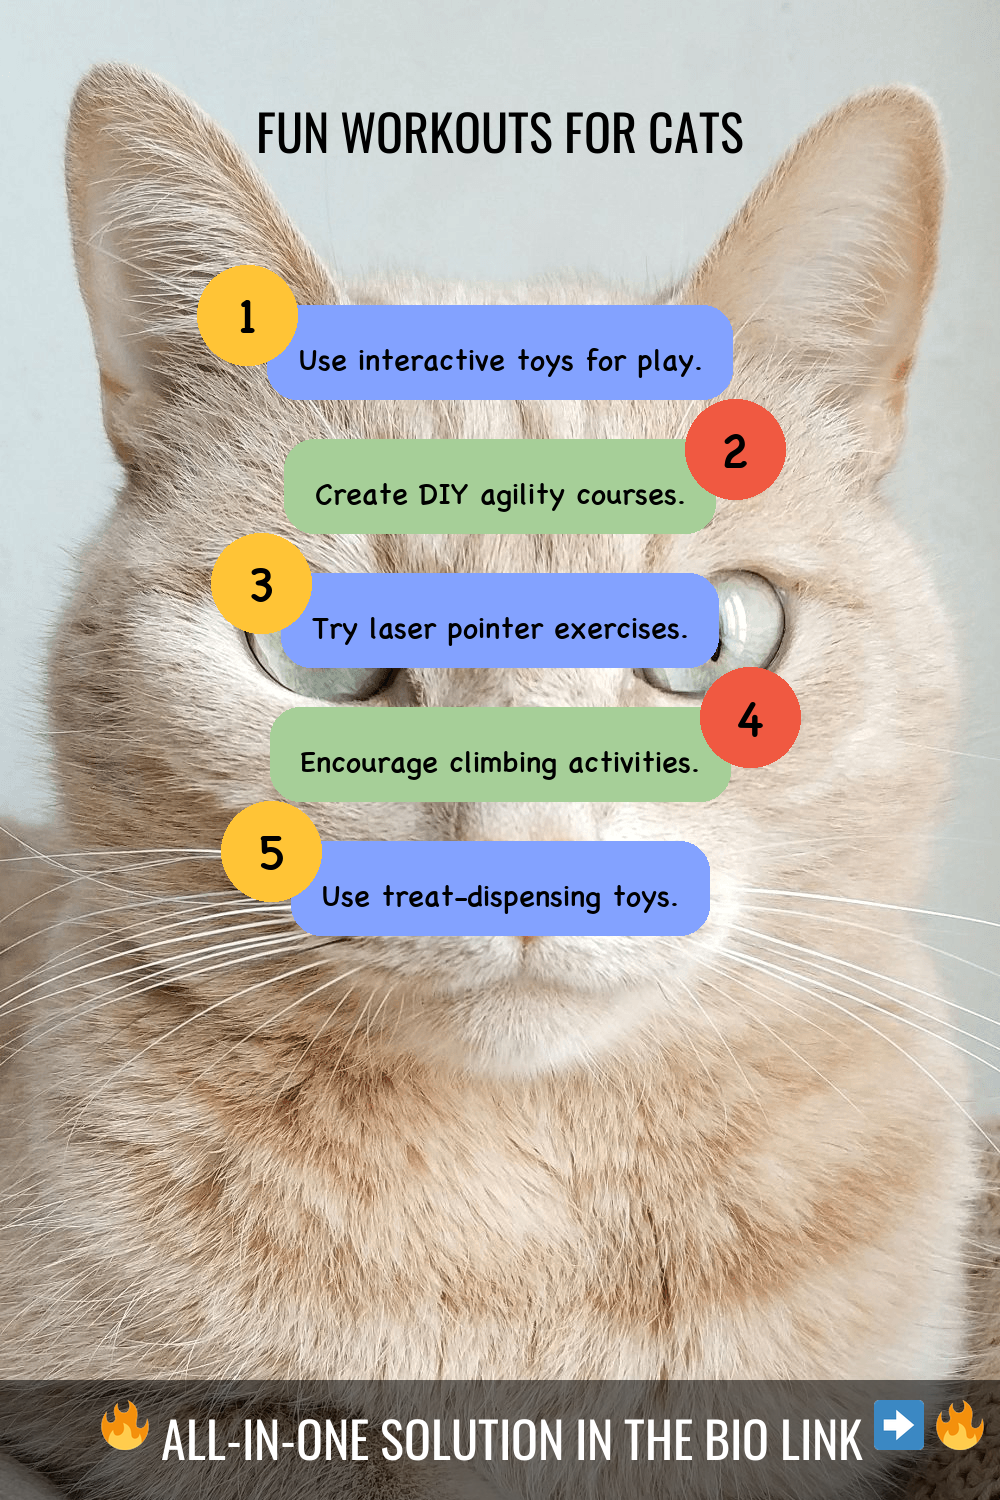 FUN WORKOUTS FOR CATS
1
Use interactive toys for play.
2
Create DIY agility courses.
3
Try laser pointer exercises.
4
Encourage climbing activities.
5
Use treat-dispensing toys.
🔥 ALL-IN-ONE SOLUTION IN THE BIO LINK ➡️ 🔥